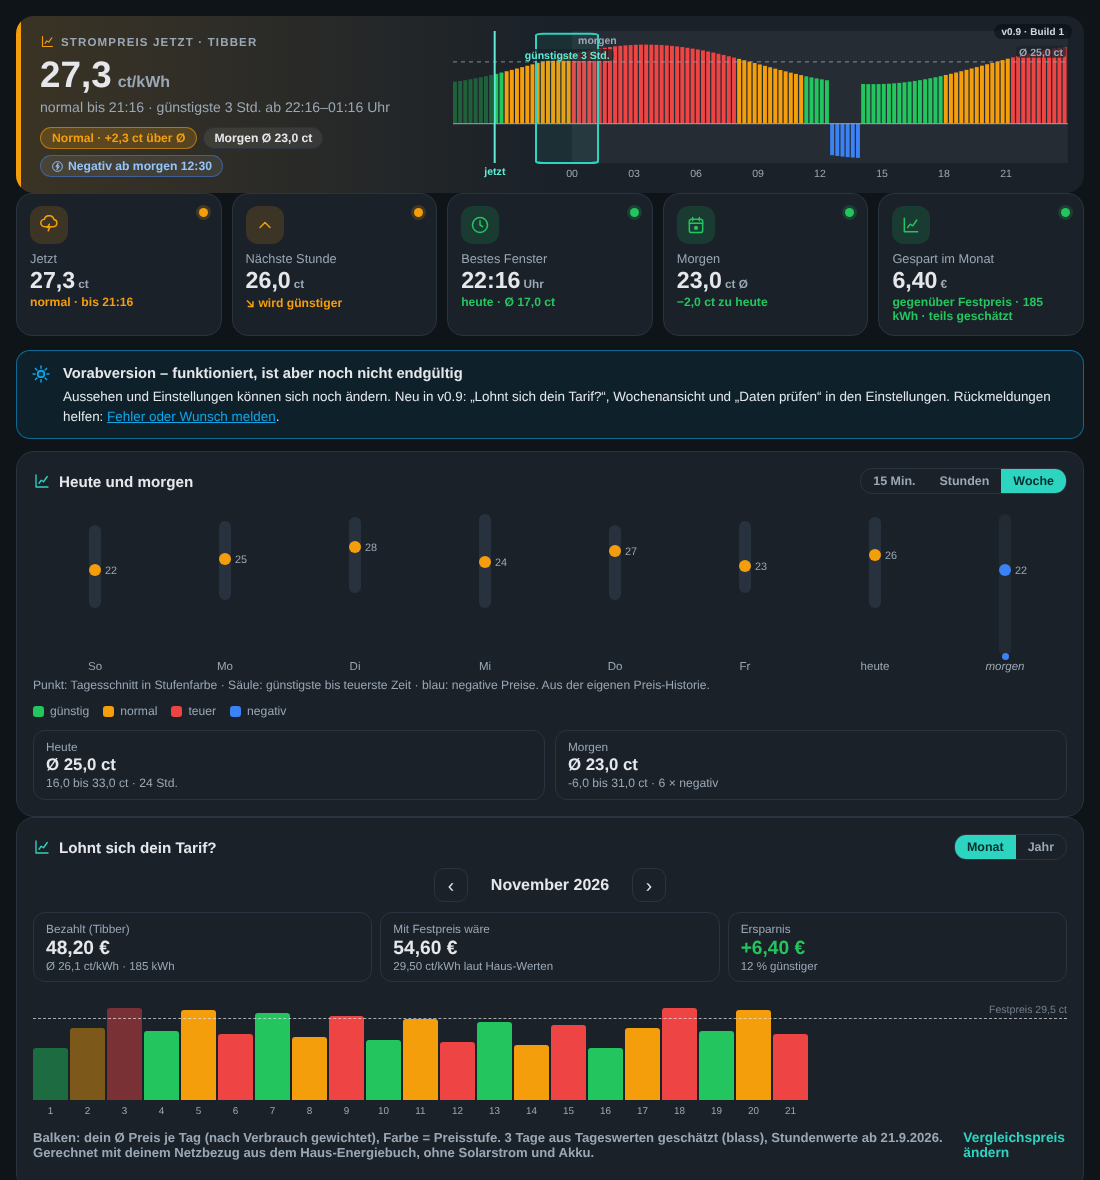 STROMPREIS JETZT · TIBBER
27,3 ct/kWh
normal bis 21:16 · günstigste 3 Std. ab 22:16–01:16 Uhr
Normal · +2,3 ct über Ø
Morgen Ø 23,0 ct
Negativ ab morgen 12:30
v0.9 · Build 1
morgen
günstigste 3 Std.
Ø 25,0 ct
jetzt
00 03 06 09 12 15 18 21
Jetzt
27,3 ct
normal · bis 21:16
Nächste Stunde
26,0 ct
↘ wird günstiger
Bestes Fenster
22:16 Uhr
heute · Ø 17,0 ct
Morgen
23,0 ct Ø
−2,0 ct zu heute
Gespart im Monat
6,40 €
gegenüber Festpreis · 185
kWh · teils geschätzt
Vorabversion – funktioniert, ist aber noch nicht endgültig
Aussehen und Einstellungen können sich noch ändern. Neu in v0.9: „Lohnt sich dein Tarif?“, Wochenansicht und „Daten prüfen“ in den Einstellungen. Rückmeldungen
helfen: Fehler oder Wunsch melden.
Heute und morgen
15 Min. Stunden Woche
22 25 28 24 27 23 26 22
So Mo Di Mi Do Fr heute morgen
Punkt: Tagesschnitt in Stufenfarbe · Säule: günstigste bis teuerste Zeit · blau: negative Preise. Aus der eigenen Preis-Historie.
günstig normal teuer negativ
Heute
Ø 25,0 ct
16,0 bis 33,0 ct · 24 Std.
Morgen
Ø 23,0 ct
-6,0 bis 31,0 ct · 6 × negativ
Lohnt sich dein Tarif?
Monat Jahr
‹ November 2026 ›
Bezahlt (Tibber)
48,20 €
Ø 26,1 ct/kWh · 185 kWh
Mit Festpreis wäre
54,60 €
29,50 ct/kWh laut Haus-Werten
Ersparnis
+6,40 €
12 % günstiger
Festpreis 29,5 ct
1 2 3 4 5 6 7 8 9 10 11 12 13 14 15 16 17 18 19 20 21
Balken: dein Ø Preis je Tag (nach Verbrauch gewichtet), Farbe = Preisstufe. 3 Tage aus Tageswerten geschätzt (blass), Stundenwerte ab 21.9.2026.
Gerechnet mit deinem Netzbezug aus dem Haus-Energiebuch, ohne Solarstrom und Akku.
Vergleichspreis
ändern